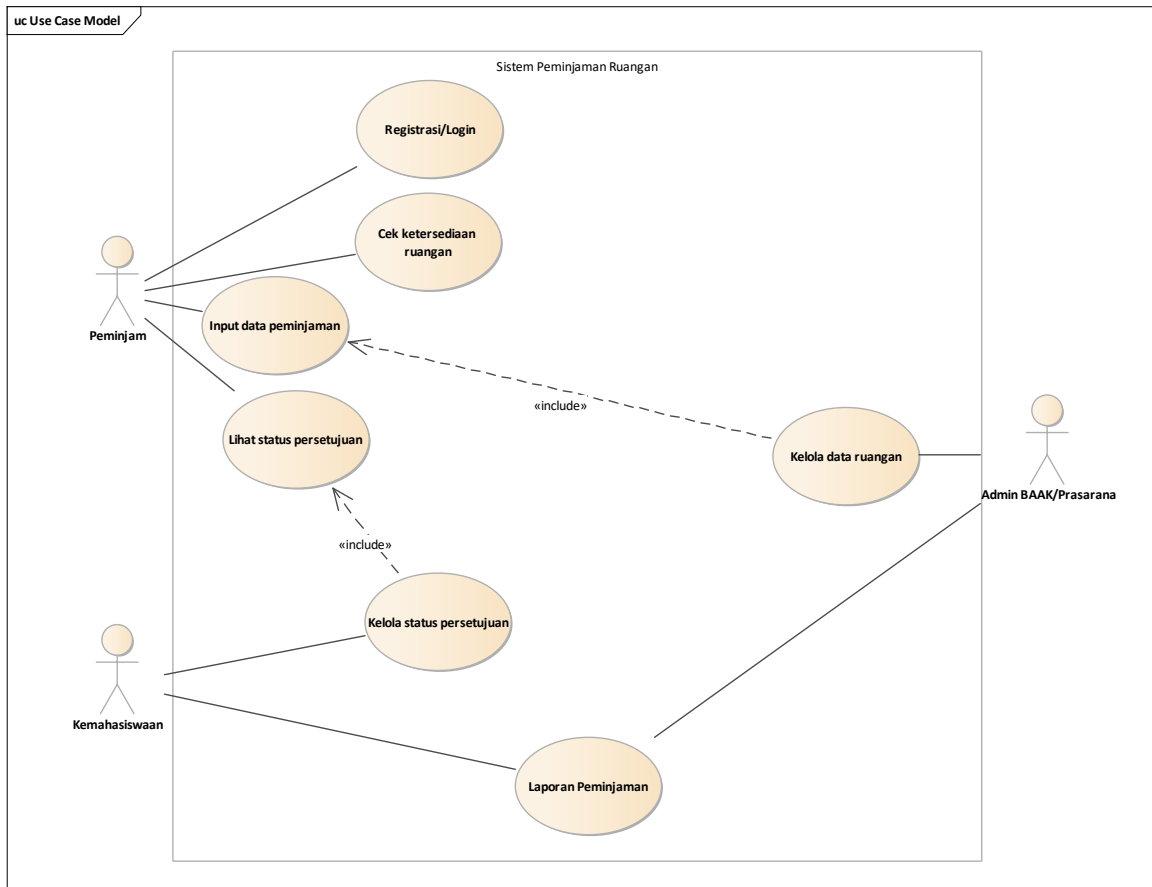 uc Use Case Model
Sistem Peminjaman Ruangan
Registrasi/Login
Cek ketersediaan
ruangan
Peminjam
Input data peminjaman
«include»
Lihat status persetujuan
Kelola data ruangan
Admin BAAK/Prasarana
«include»
Kelola status persetujuan
Kemahasiswaan
Laporan Peminjaman